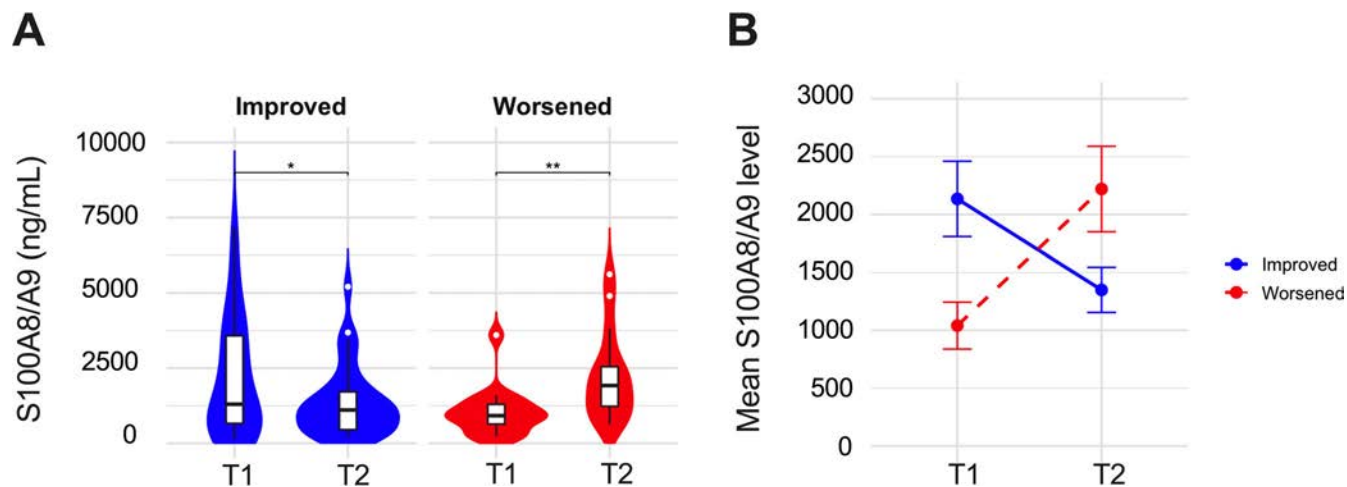 A
Improved
Worsened
S100A8/A9 (ng/mL)
10000
7500
5000
2500
0
*
**
T1
T2
T1
T2
B
Mean S100A8/A9 level
3000
2500
2000
1500
1000
500
0
T1
T2
Improved
Worsened